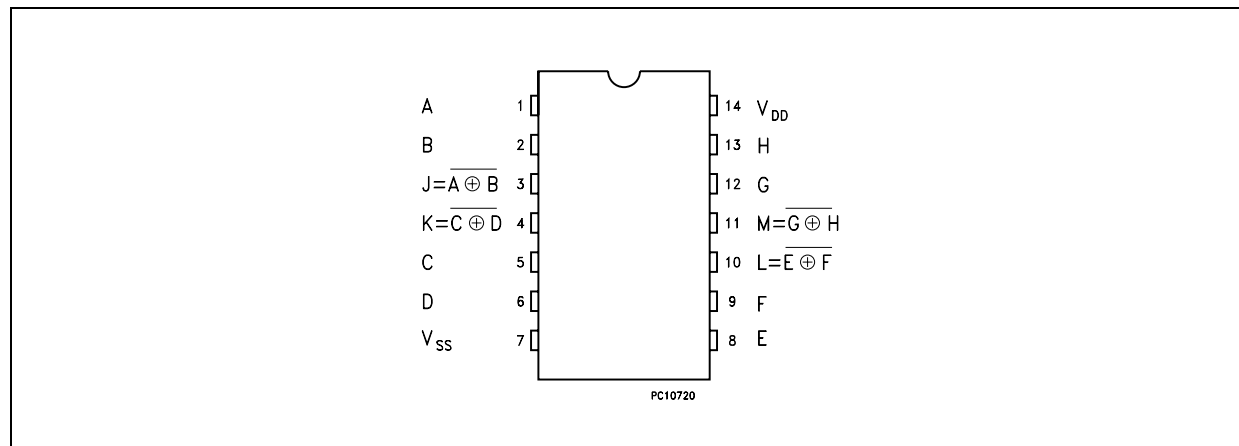 A 1 14 V_DD
B 2 13 H
J=A̅ ̅⊕̅ ̅B̅ 3 12 G
K=C̅ ̅⊕̅ ̅D̅ 4 11 M=G̅ ̅⊕̅ ̅H̅
C 5 10 L=E̅ ̅⊕̅ ̅F̅
D 6 9 F
V_SS 7 8 E
PC10720